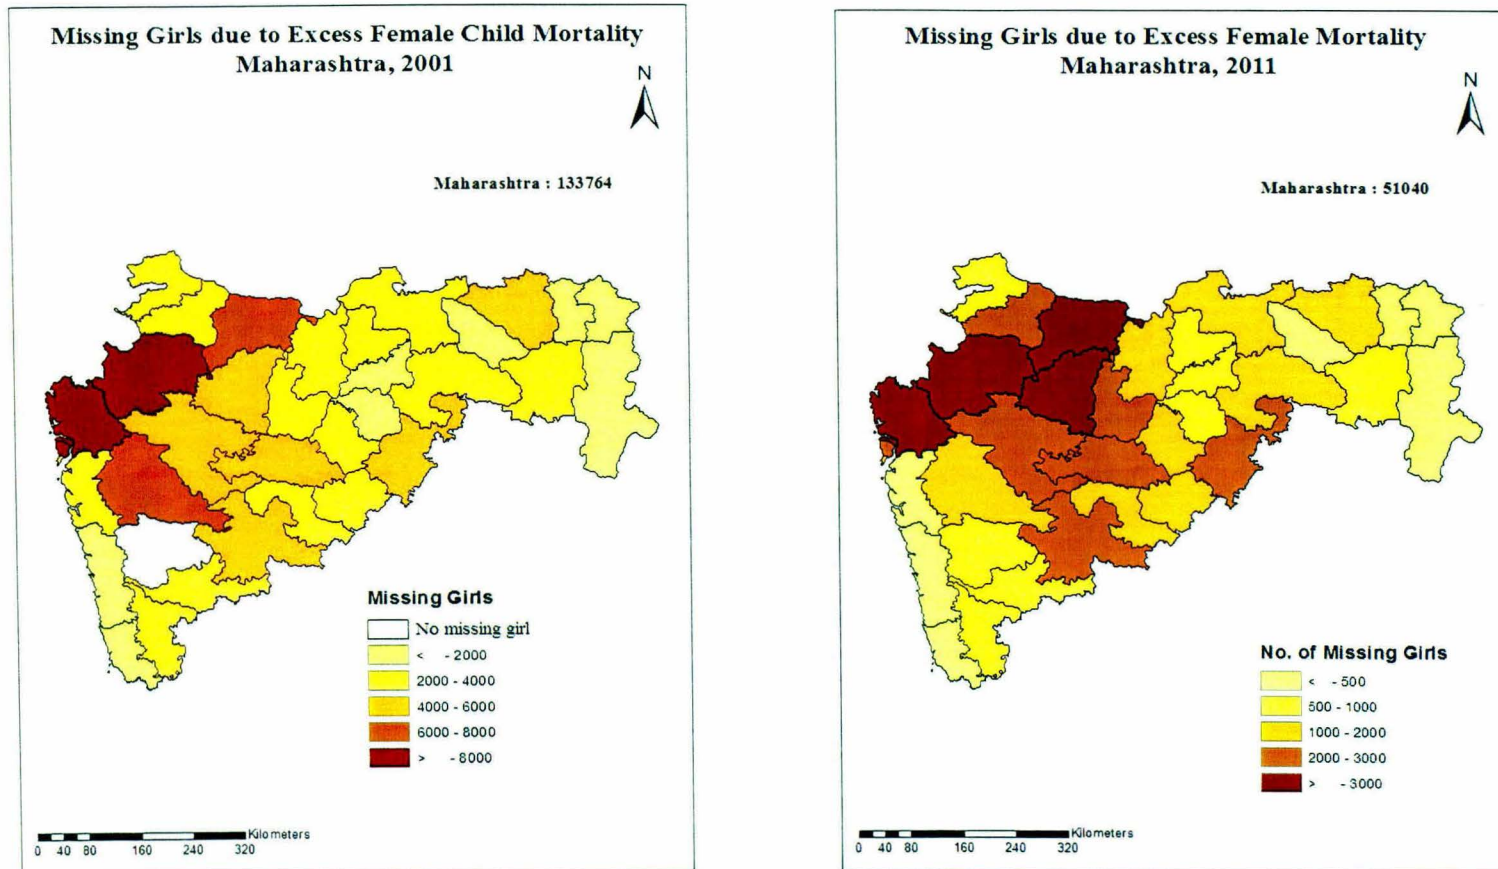 Missing Girls due to Excess Female Child Mortality
Maharashtra, 2001
N
Maharashtra : 133764
Missing Girls
No missing girl
< - 2000
2000 - 4000
4000 - 6000
6000 - 8000
> - 8000
Kilometers
0 40 80 160 240 320
Missing Girls due to Excess Female Mortality
Maharashtra, 2011
N
Maharashtra : 51040
No. of Missing Girls
< - 500
500 - 1000
1000 - 2000
2000 - 3000
> - 3000
Kilometers
0 40 80 160 240 320